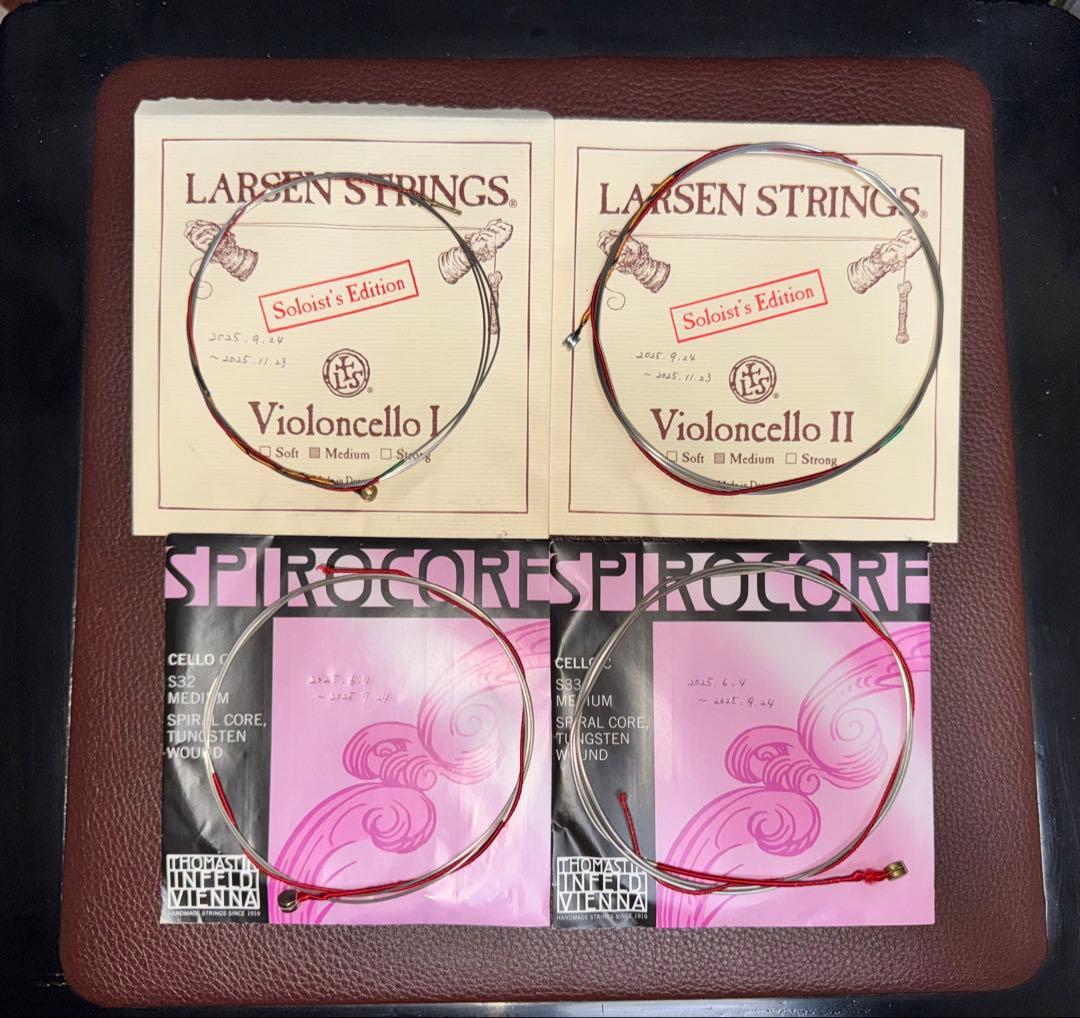 LARSEN STRINGS®
Soloist's Edition
2025.9.24
~2025.11.23
LTCS®
Violoncello I
Soft Medium Strong
LARSEN STRINGS®
Soloist's Edition
2025.9.24
~2025.11.23
Violoncello II
Soft Medium Strong
SPIROCORE
CELLO
S32
MEDIUM
SPIRAL CORE,
TUNGSTEN
WOUND
2025.6.4
~2025.9.24
THOMASTIK
INFELD
VIENNA
HANDMADE STRINGS SINCE 1919
SPIROCORE
CELLO C
S33
MEDIUM
SPIRAL CORE,
TUNGSTEN
WOUND
2025.6.4
~2025.9.24
THOMASTIK
INFELD
VIENNA
HANDMADE STRINGS SINCE 1919